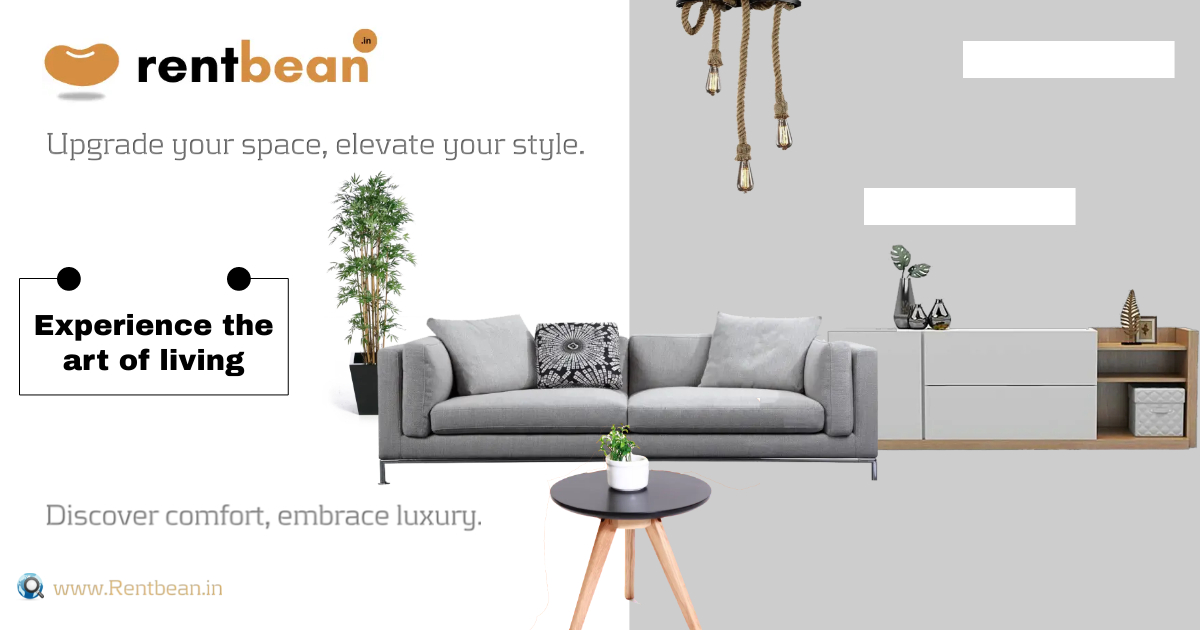 rentbean
.in
Upgrade your space, elevate your style.
Experience the
art of living
Discover comfort, embrace luxury.
www.Rentbean.in